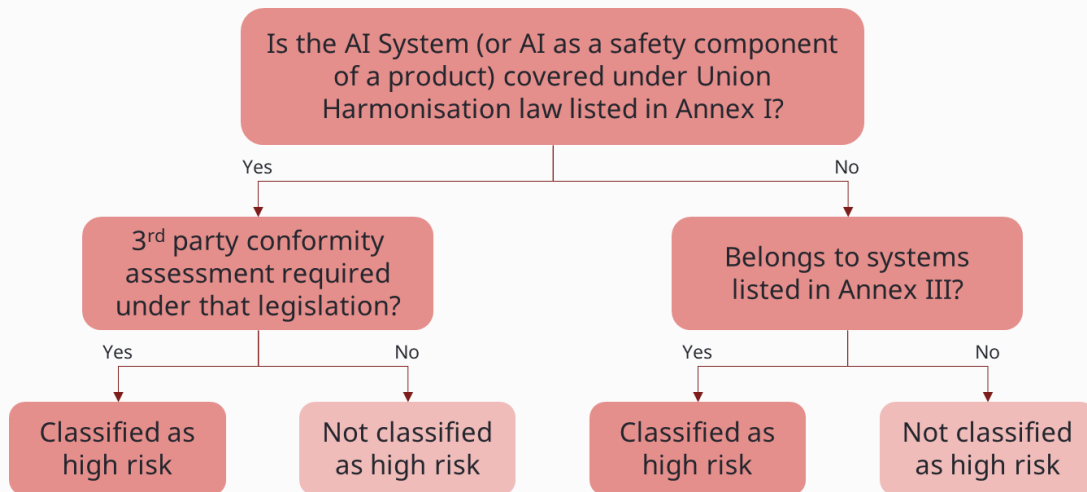 Is the AI System (or AI as a safety component
of a product) covered under Union
Harmonisation law listed in Annex I?
Yes
No
3rd party conformity
assessment required
under that legislation?
Belongs to systems
listed in Annex III?
Yes
No
Yes
No
Classified as
high risk
Not classified
as high risk
Classified as
high risk
Not classified
as high risk